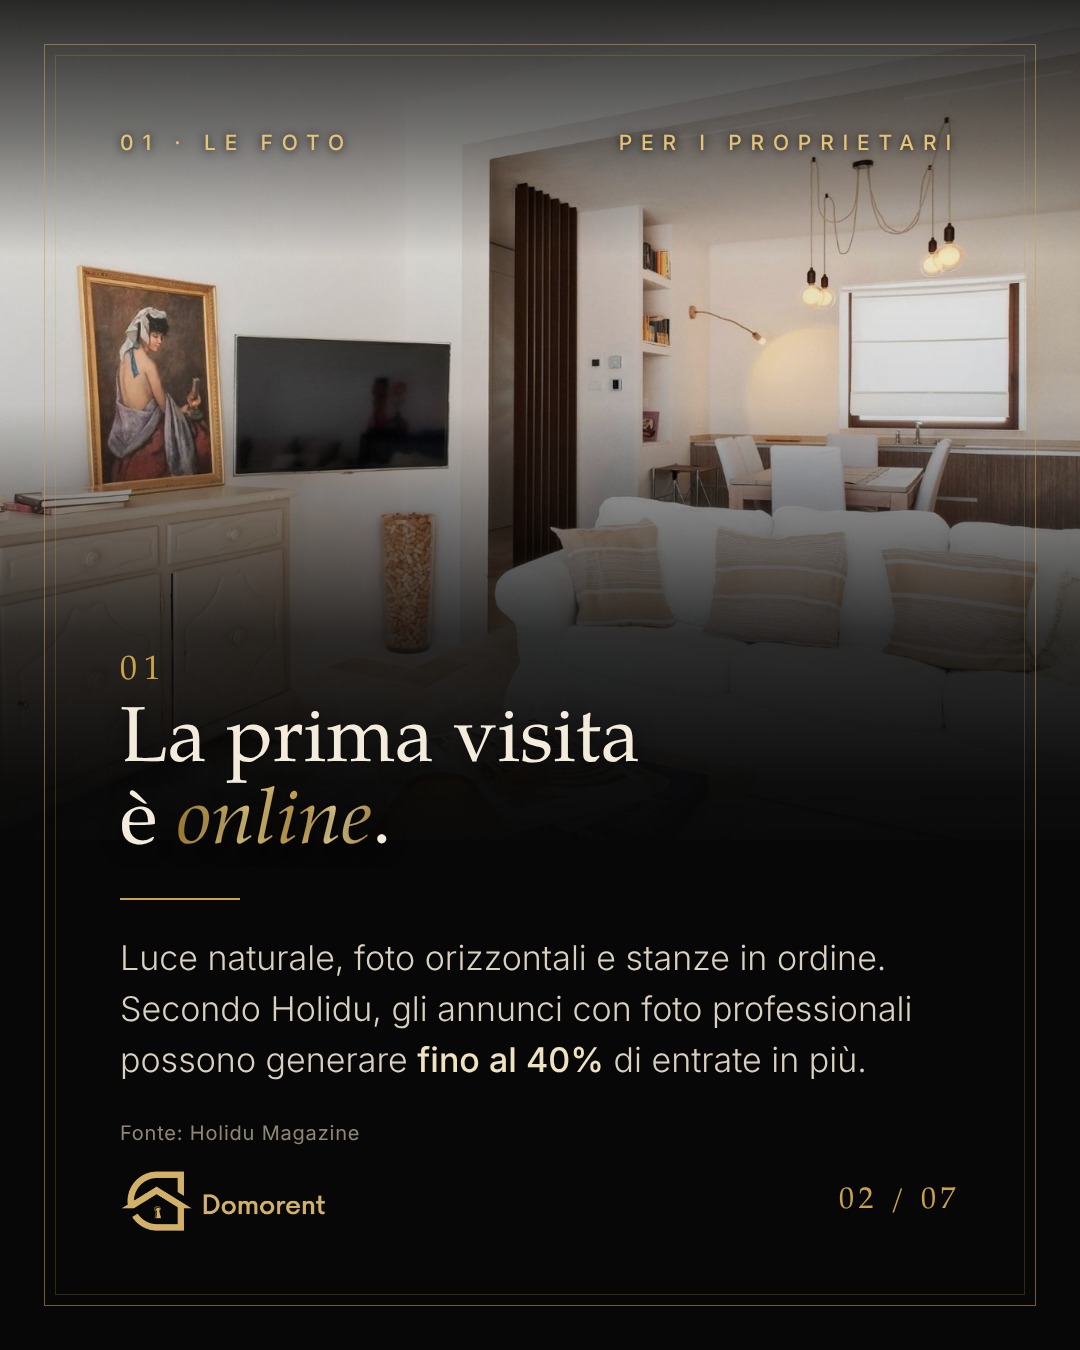 01 · LE FOTO
PER I PROPRIETARI
01
La prima visita
è online.
Luce naturale, foto orizzontali e stanze in ordine.
Secondo Holidu, gli annunci con foto professionali
possono generare fino al 40% di entrate in più.
Fonte: Holidu Magazine
Domorent
02 / 07